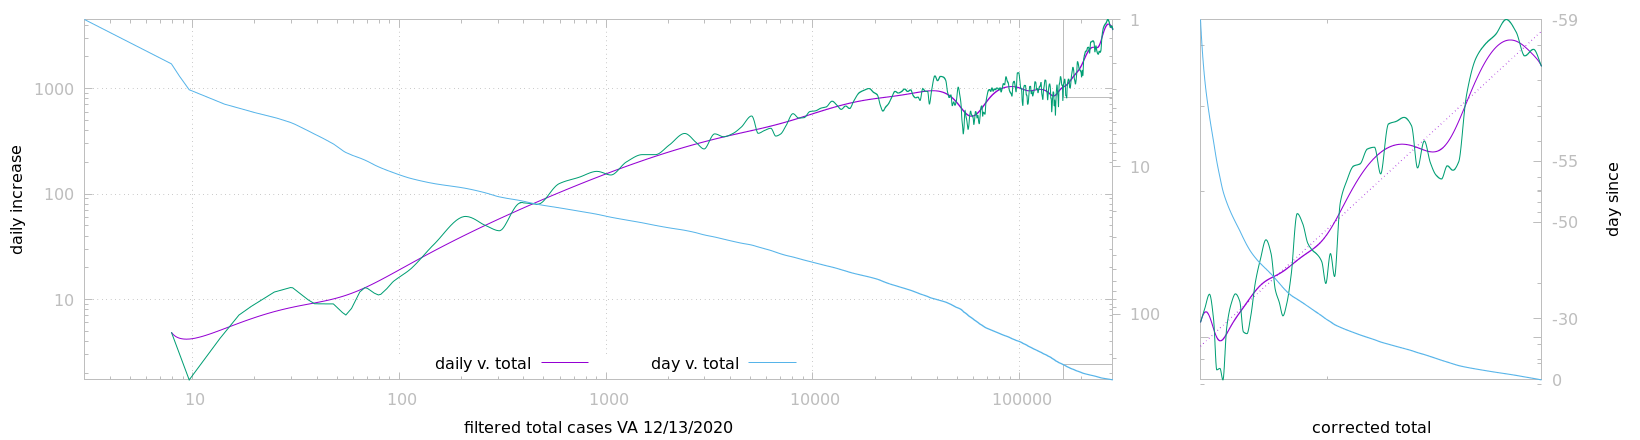 daily increase
1000
100
10
10
100
1000
10000
100000
1
10
100
daily v. total
day v. total
filtered total cases VA 12/13/2020
-59
-55
-50
-30
0
day since
corrected total